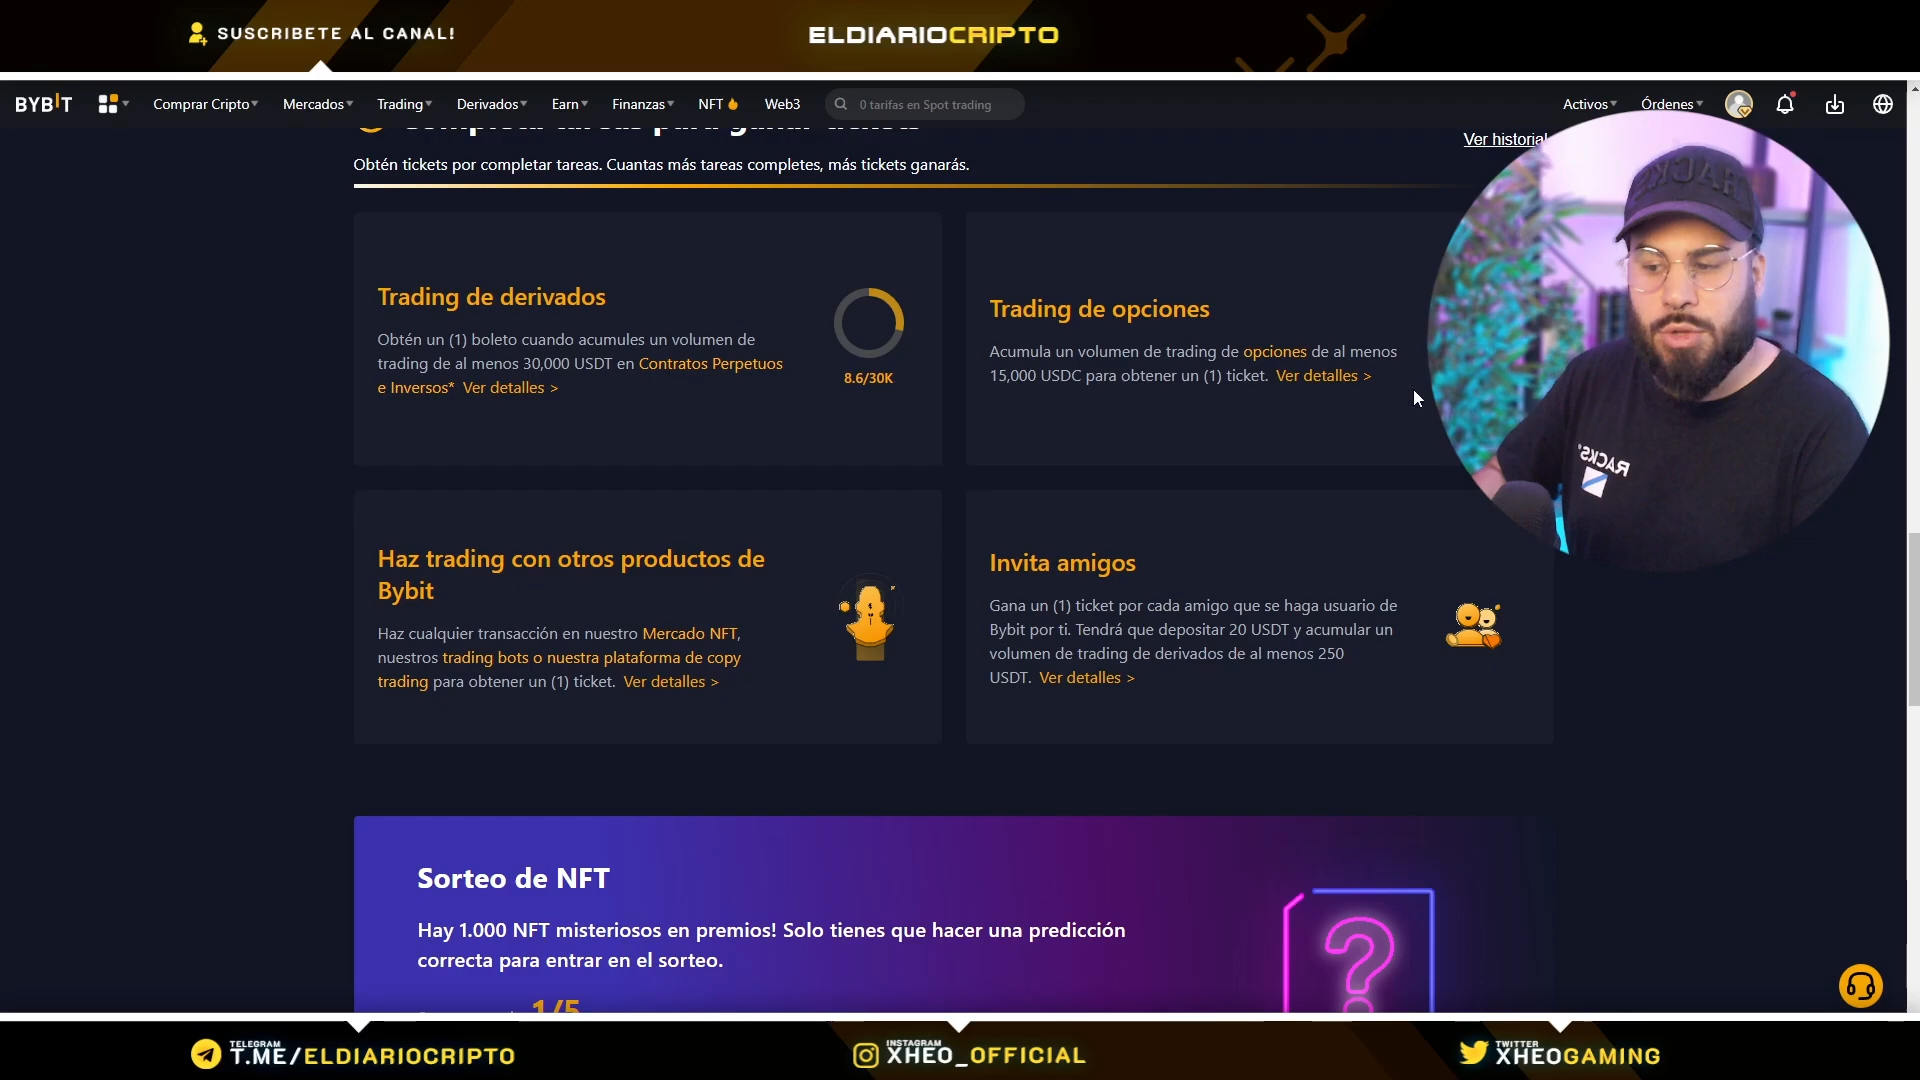 SUSCRIBETE AL CANAL!
ELDIARIOCRIPTO
BYBIT
Comprar Cripto
Mercados
Trading
Derivados
Earn
Finanzas
NFT
Web3
0 tarifas en Spot trading
Activos
Órdenes
Ver historial
Obtén tickets por completar tareas. Cuantas más tareas completes, más tickets ganarás.
Trading de derivados
Obtén un (1) boleto cuando acumules un volumen de
trading de al menos 30,000 USDT en Contratos Perpetuos
e Inversos* Ver detalles >
8.6/30K
Trading de opciones
Acumula un volumen de trading de opciones de al menos
15,000 USDC para obtener un (1) ticket. Ver detalles >
Haz trading con otros productos de
Bybit
Haz cualquier transacción en nuestro Mercado NFT,
nuestros trading bots o nuestra plataforma de copy
trading para obtener un (1) ticket. Ver detalles >
Invita amigos
Gana un (1) ticket por cada amigo que se haga usuario de
Bybit por ti. Tendrá que depositar 20 USDT y acumular un
volumen de trading de derivados de al menos 250
USDT. Ver detalles >
RACKS
Sorteo de NFT
Hay 1.000 NFT misteriosos en premios! Solo tienes que hacer una predicción
correcta para entrar en el sorteo.
1/5
TELEGRAM
T.ME/ELDIARIOCRIPTO
INSTAGRAM
XHEO_OFFICIAL
TWITTER
XHEOGAMING